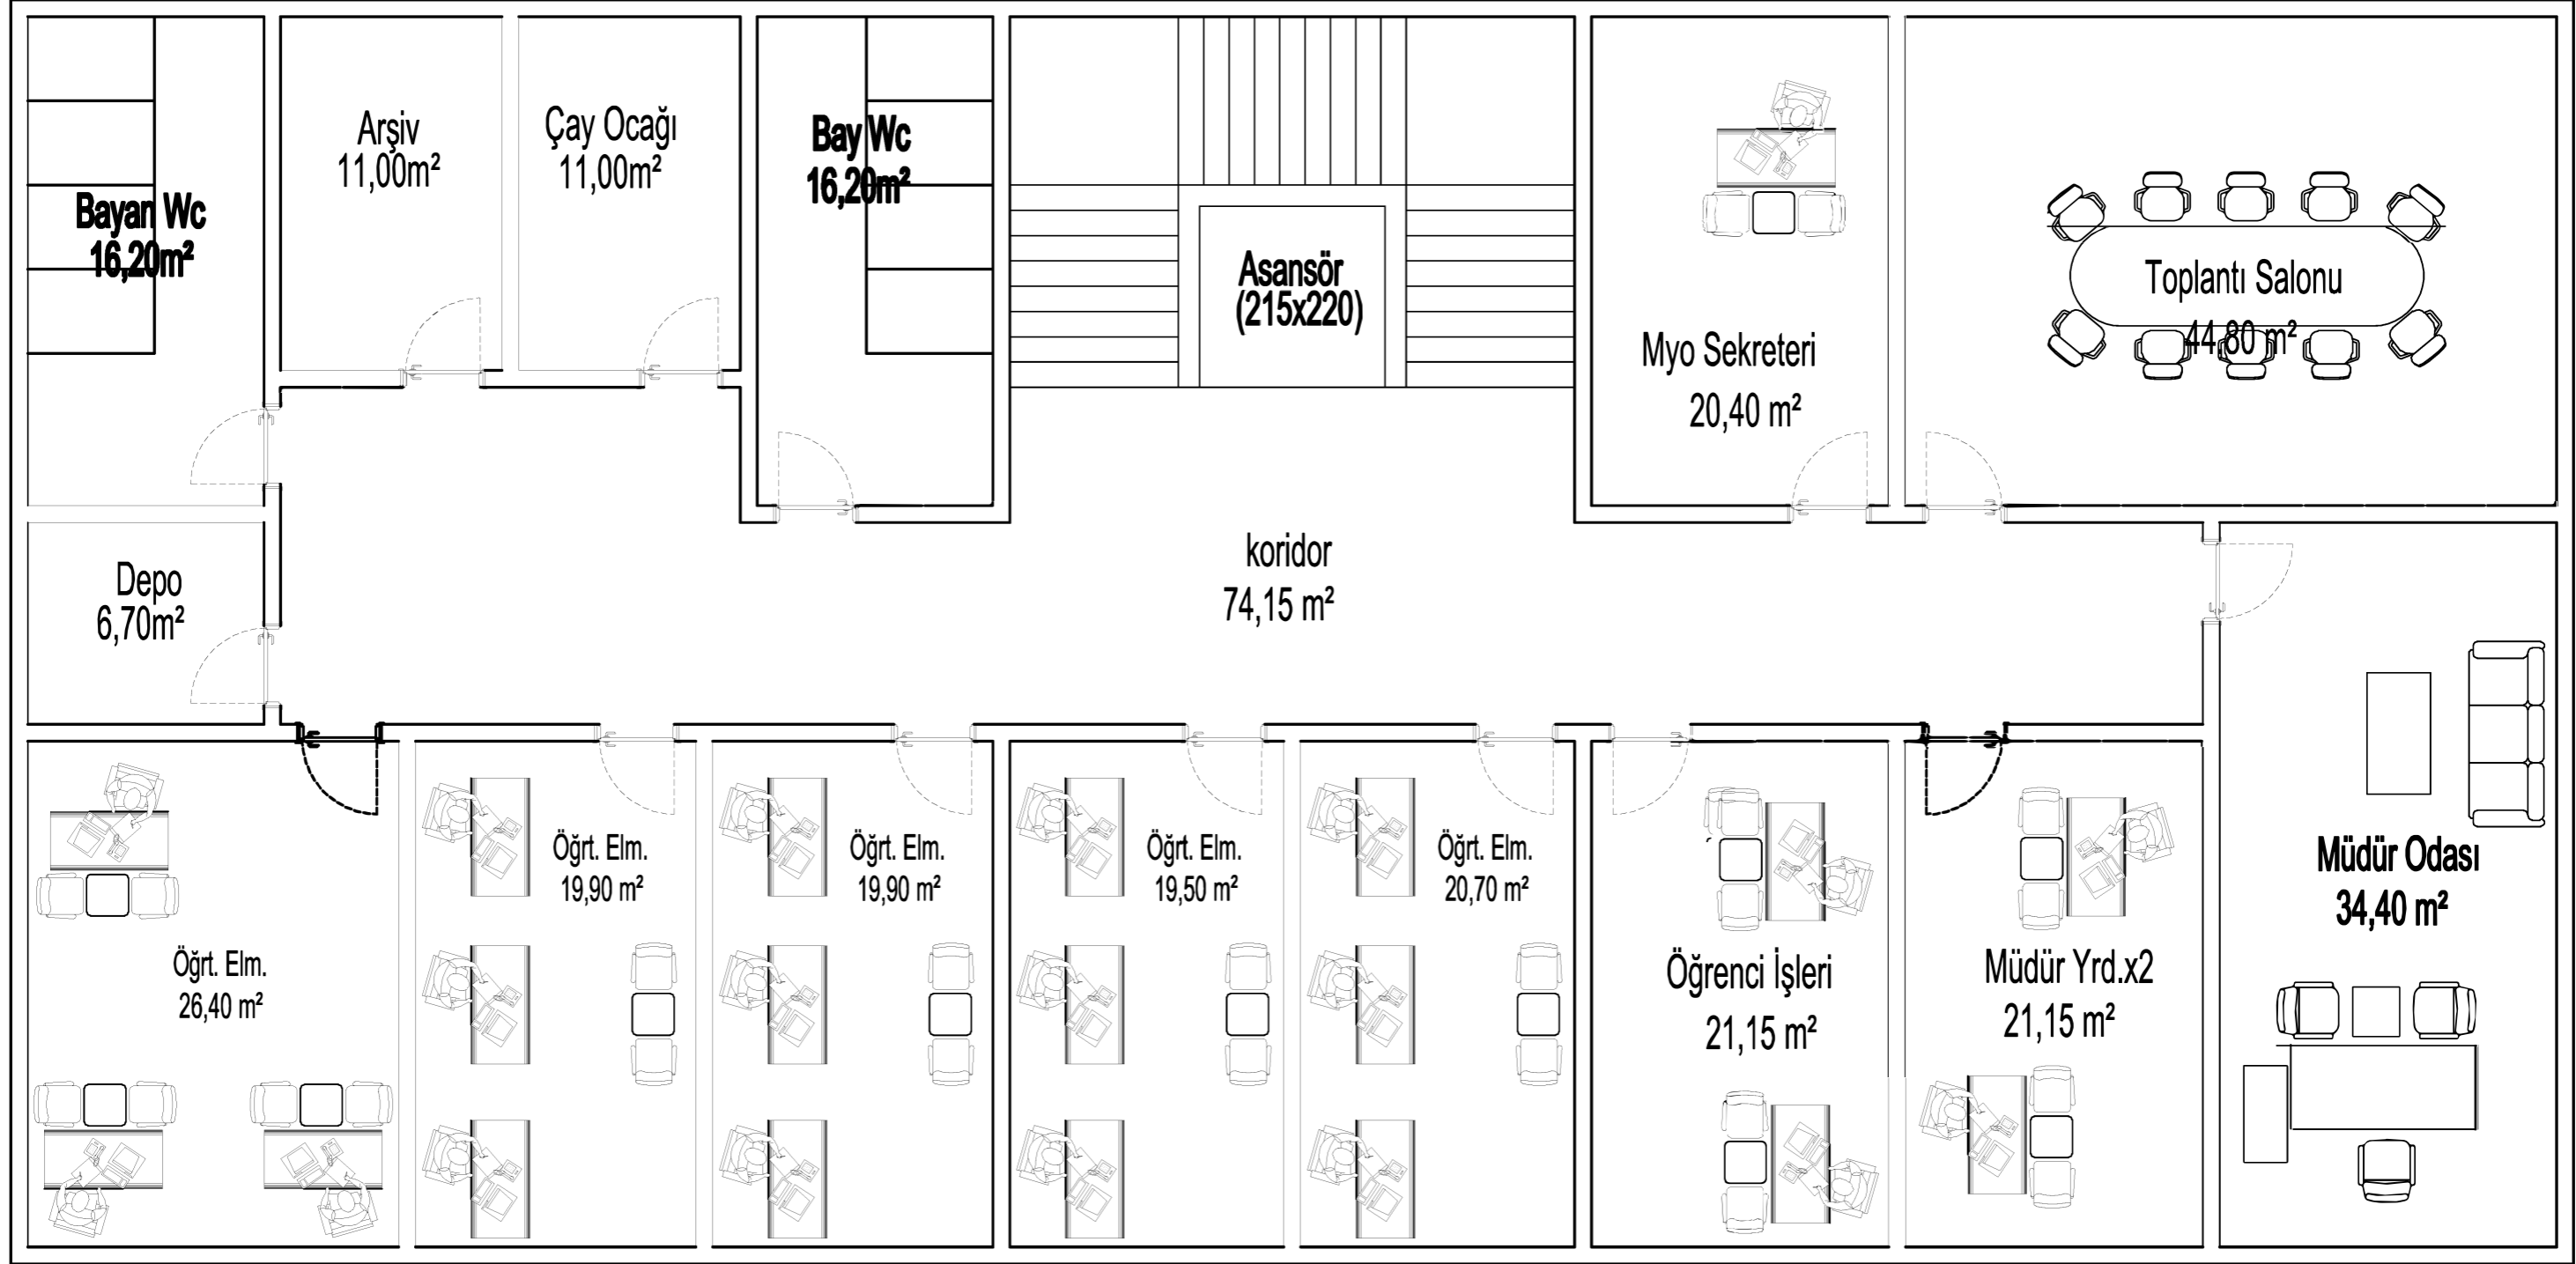 Arşiv
11,00m²
Çay Ocağı
11,00m²
Bay Wc
16,20m²
Bayan Wc
16,20m²
Asansör
(215x220)
Myo Sekreteri
20,40 m²
Toplantı Salonu
44,80 m²
Depo
6,70m²
koridor
74,15 m²
Öğrt. Elm.
26,40 m²
Öğrt. Elm.
19,90 m²
Öğrt. Elm.
19,90 m²
Öğrt. Elm.
19,50 m²
Öğrt. Elm.
20,70 m²
Öğrenci İşleri
21,15 m²
Müdür Yrd.x2
21,15 m²
Müdür Odası
34,40 m²